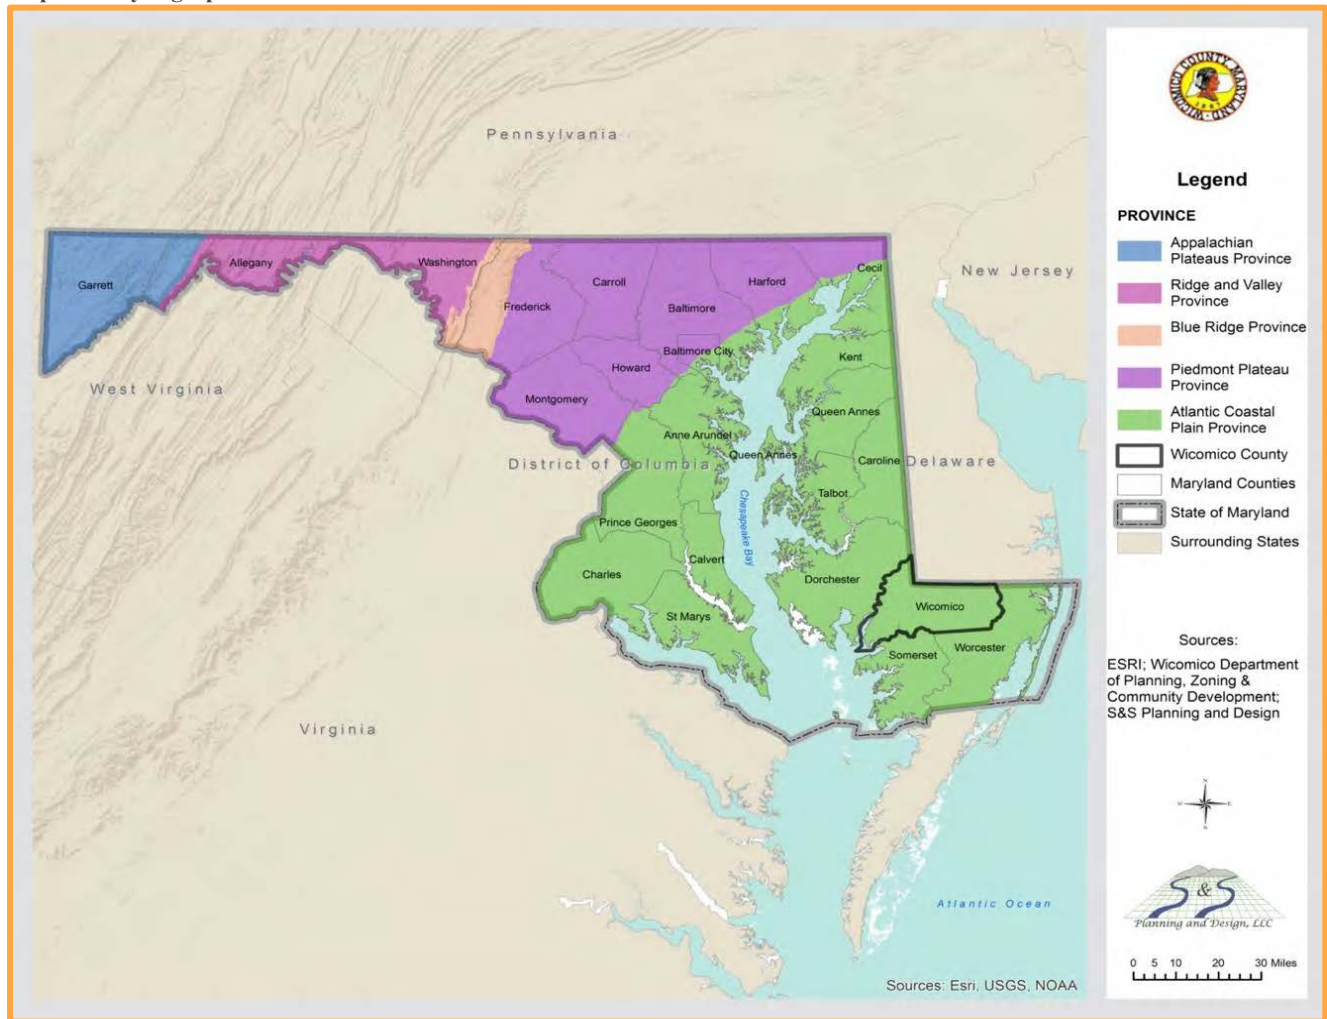 WICOMICO COUNTY MARYLAND
1867
Legend
PROVINCE
Appalachian
Plateaus Province
Ridge and Valley
Province
Blue Ridge Province
Piedmont Plateau
Province
Atlantic Coastal
Plain Province
Wicomico County
Maryland Counties
State of Maryland
Surrounding States
Sources:
ESRI; Wicomico Department
of Planning, Zoning &
Community Development;
S&S Planning and Design
N
W E
S&S
Planning and Design, LLC
0 5 10 20 30 Miles
Pennsylvania
New Jersey
Garrett
Allegany
Washington
Frederick
Carroll
Baltimore
Harford
Cecil
Baltimore City
Howard
Montgomery
Kent
Queen Annes
Anne Arundel
Queen Annes
Caroline
Delaware
West Virginia
District of Columbia
Talbot
Chesapeake Bay
Prince Georges
Calvert
Charles
St Marys
Dorchester
Wicomico
Somerset
Worcester
Virginia
Atlantic Ocean
Sources: Esri, USGS, NOAA